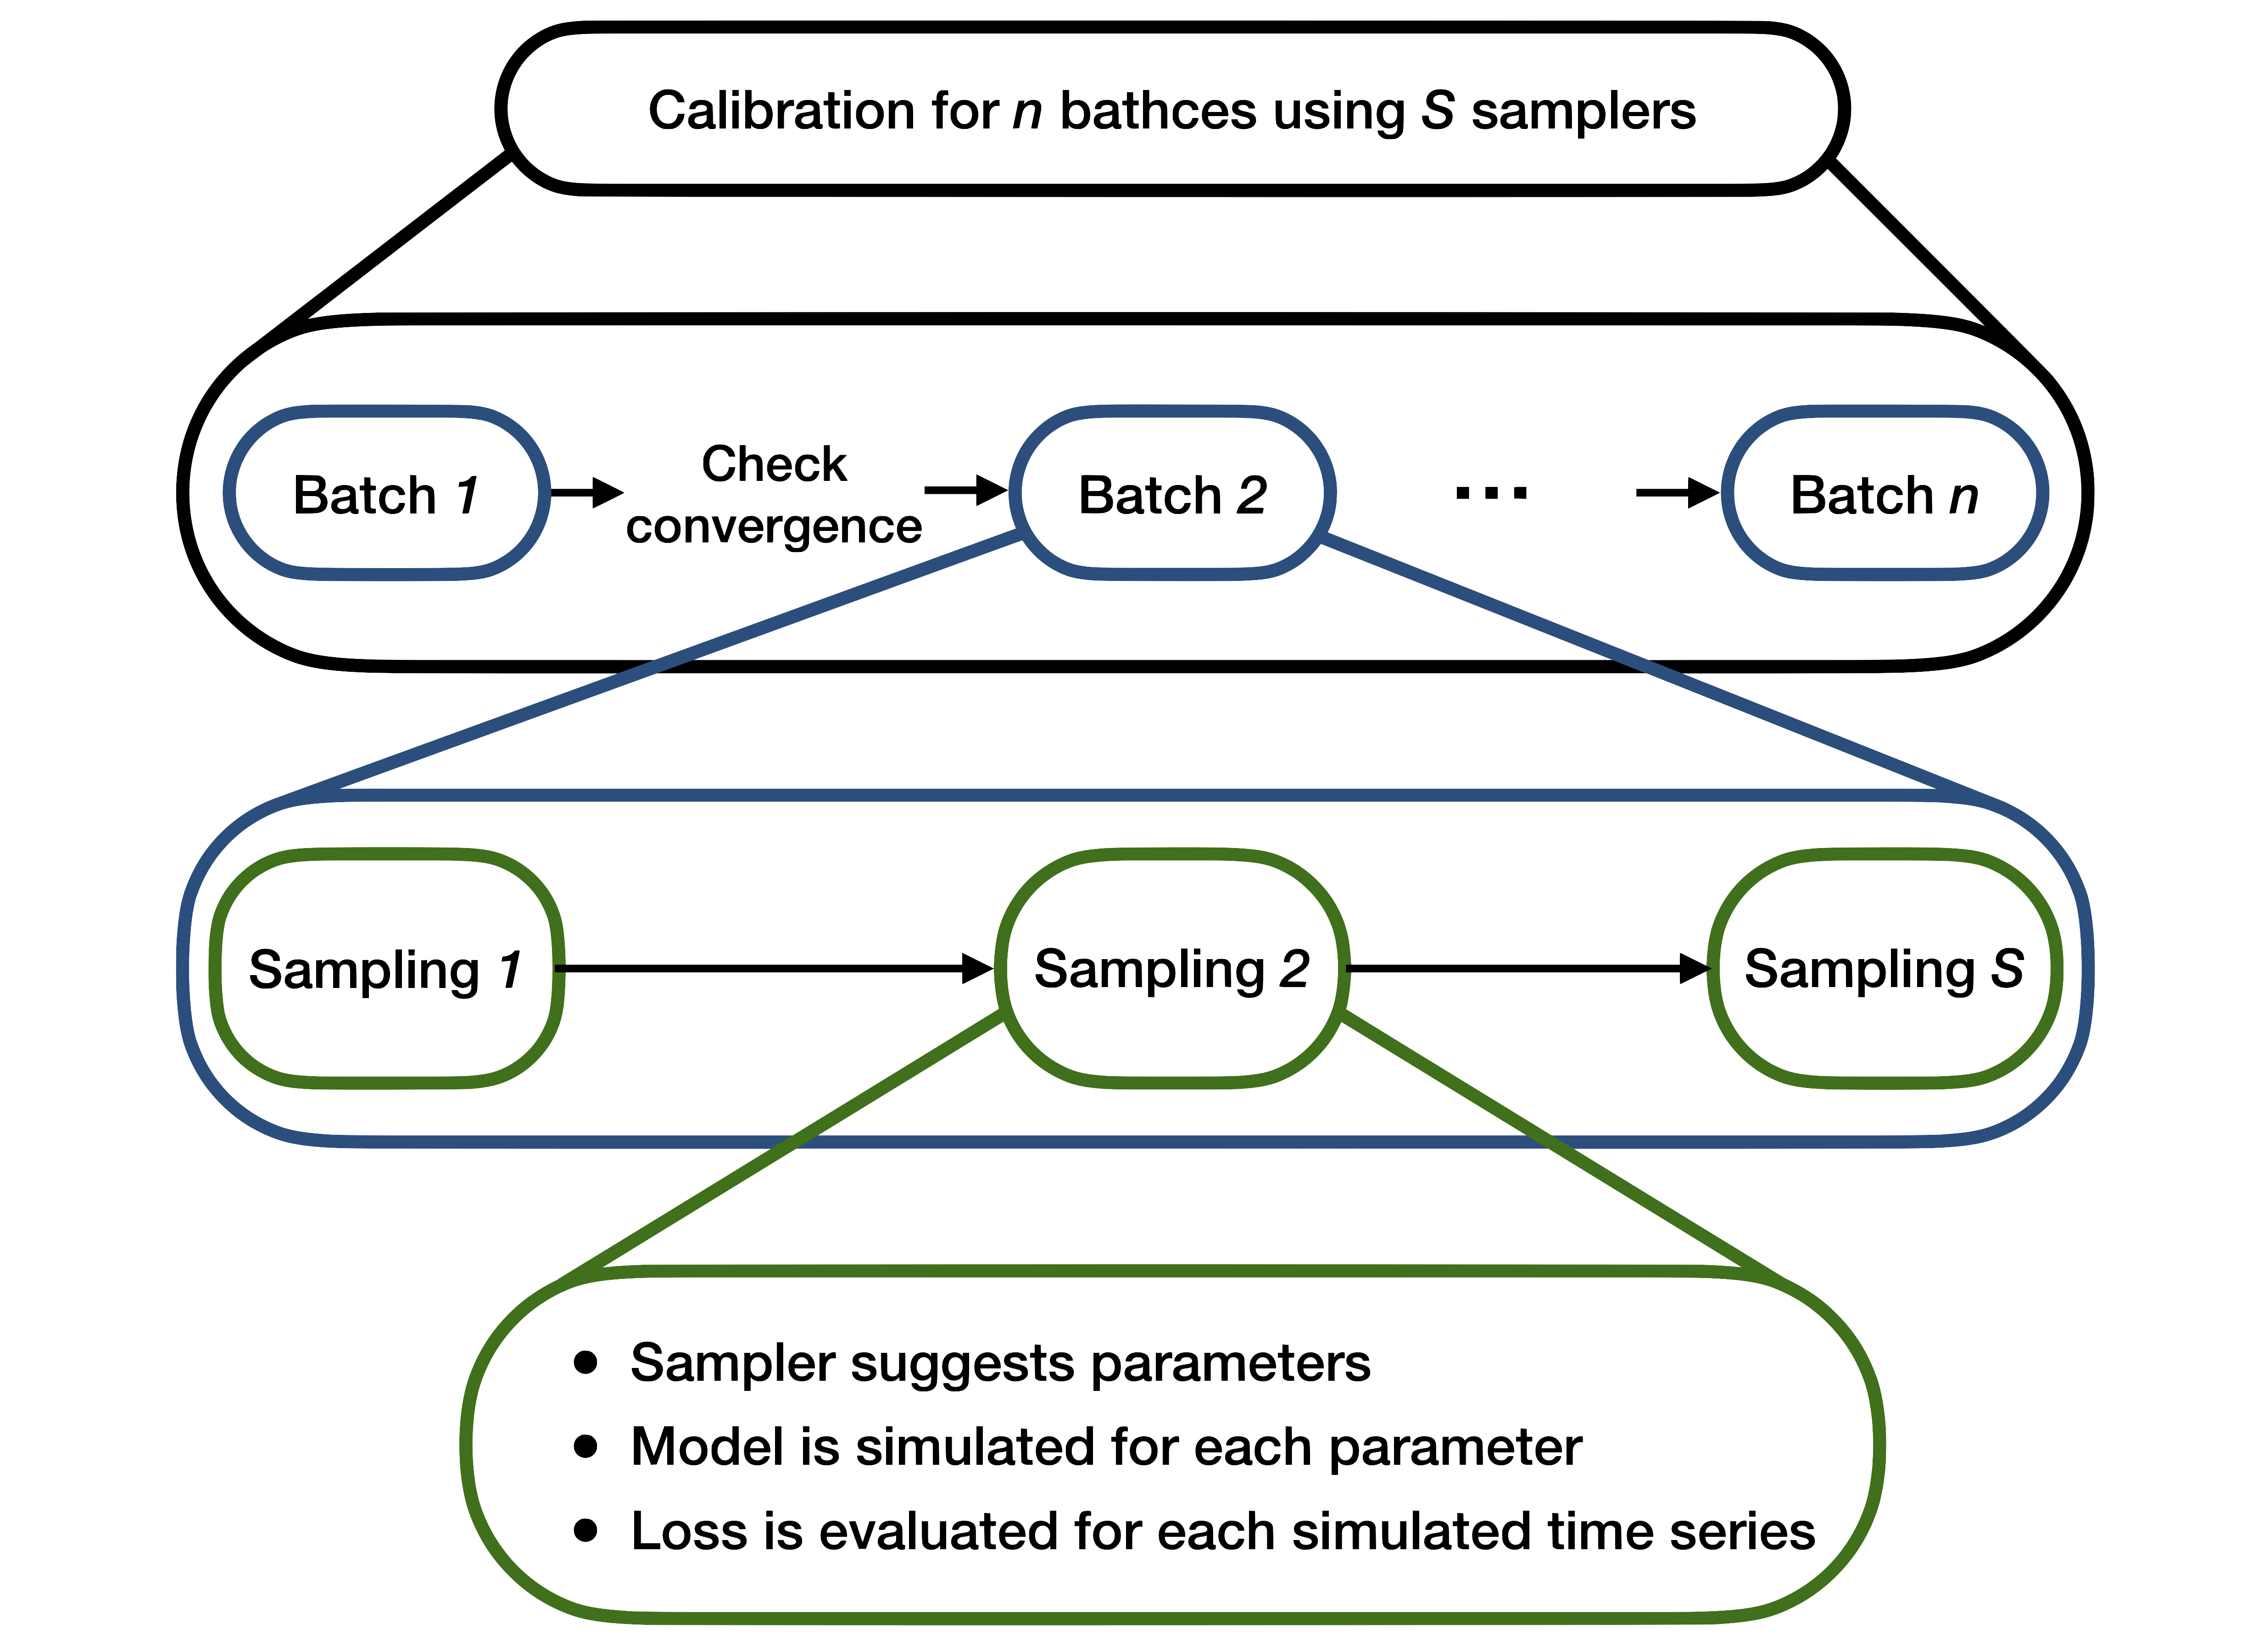 Calibration for n bathces using S samplers
Batch 1
Check
convergence
Batch 2
...
Batch n
Sampling 1
Sampling 2
Sampling S
• Sampler suggests parameters
• Model is simulated for each parameter
• Loss is evaluated for each simulated time series